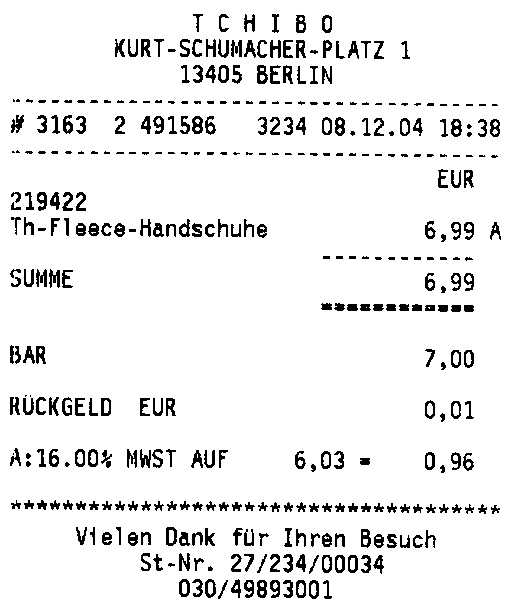 T C H I B O
KURT-SCHUMACHER-PLATZ 1
13405 BERLIN
# 3163 2 491586 3234 08.12.04 18:38
EUR
219422
Th-Fleece-Handschuhe 6,99 A
SUMME 6,99
BAR 7,00
RÜCKGELD EUR 0,01
A:16.00% MWST AUF 6,03 = 0,96
****************************************
Vielen Dank für Ihren Besuch
St-Nr. 27/234/00034
030/49893001